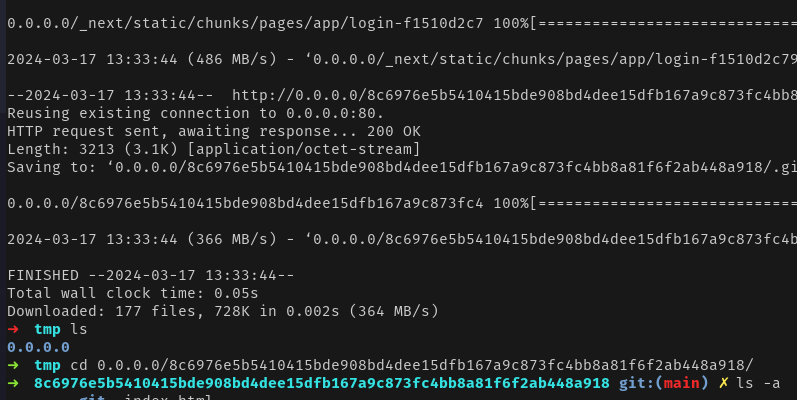 0.0.0.0/_next/static/chunks/pages/app/login-f1510d2c7 100%[=============================
2024-03-17 13:33:44 (486 MB/s) - ‘0.0.0.0/_next/static/chunks/pages/app/login-f1510d2c79
--2024-03-17 13:33:44-- http://0.0.0.0/8c6976e5b5410415bde908bd4dee15dfb167a9c873fc4bb8
Reusing existing connection to 0.0.0.0:80.
HTTP request sent, awaiting response... 200 OK
Length: 3213 (3.1K) [application/octet-stream]
Saving to: ‘0.0.0.0/8c6976e5b5410415bde908bd4dee15dfb167a9c873fc4bb8a81f6f2ab448a918/.gi
0.0.0.0/8c6976e5b5410415bde908bd4dee15dfb167a9c873fc4 100%[=============================
2024-03-17 13:33:44 (366 MB/s) - ‘0.0.0.0/8c6976e5b5410415bde908bd4dee15dfb167a9c873fc4b
FINISHED --2024-03-17 13:33:44--
Total wall clock time: 0.05s
Downloaded: 177 files, 728K in 0.002s (364 MB/s)
→ tmp ls
0.0.0.0
→ tmp cd 0.0.0.0/8c6976e5b5410415bde908bd4dee15dfb167a9c873fc4bb8a81f6f2ab448a918/
→ 8c6976e5b5410415bde908bd4dee15dfb167a9c873fc4bb8a81f6f2ab448a918 git:(main) ✗ ls -a
.git index.html